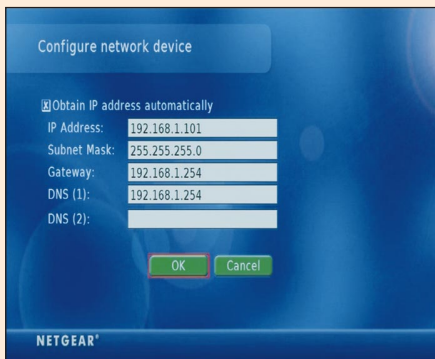 Configure network device
x Obtain IP address automatically
IP Address: 192.168.1.101
Subnet Mask: 255.255.255.0
Gateway: 192.168.1.254
DNS (1): 192.168.1.254
DNS (2):
OK Cancel
NETGEAR®